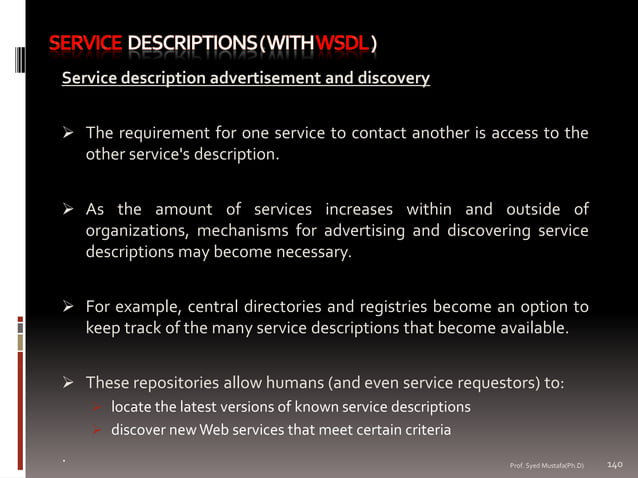 SERVICE DESCRIPTIONS (WITH WSDL)
Service description advertisement and discovery
➢ The requirement for one service to contact another is access to the
other service's description.
➢ As the amount of services increases within and outside of
organizations, mechanisms for advertising and discovering service
descriptions may become necessary.
➢ For example, central directories and registries become an option to
keep track of the many service descriptions that become available.
➢ These repositories allow humans (and even service requestors) to:
➢ locate the latest versions of known service descriptions
➢ discover new Web services that meet certain criteria
.
Prof. Syed Mustafa(Ph.D) 140